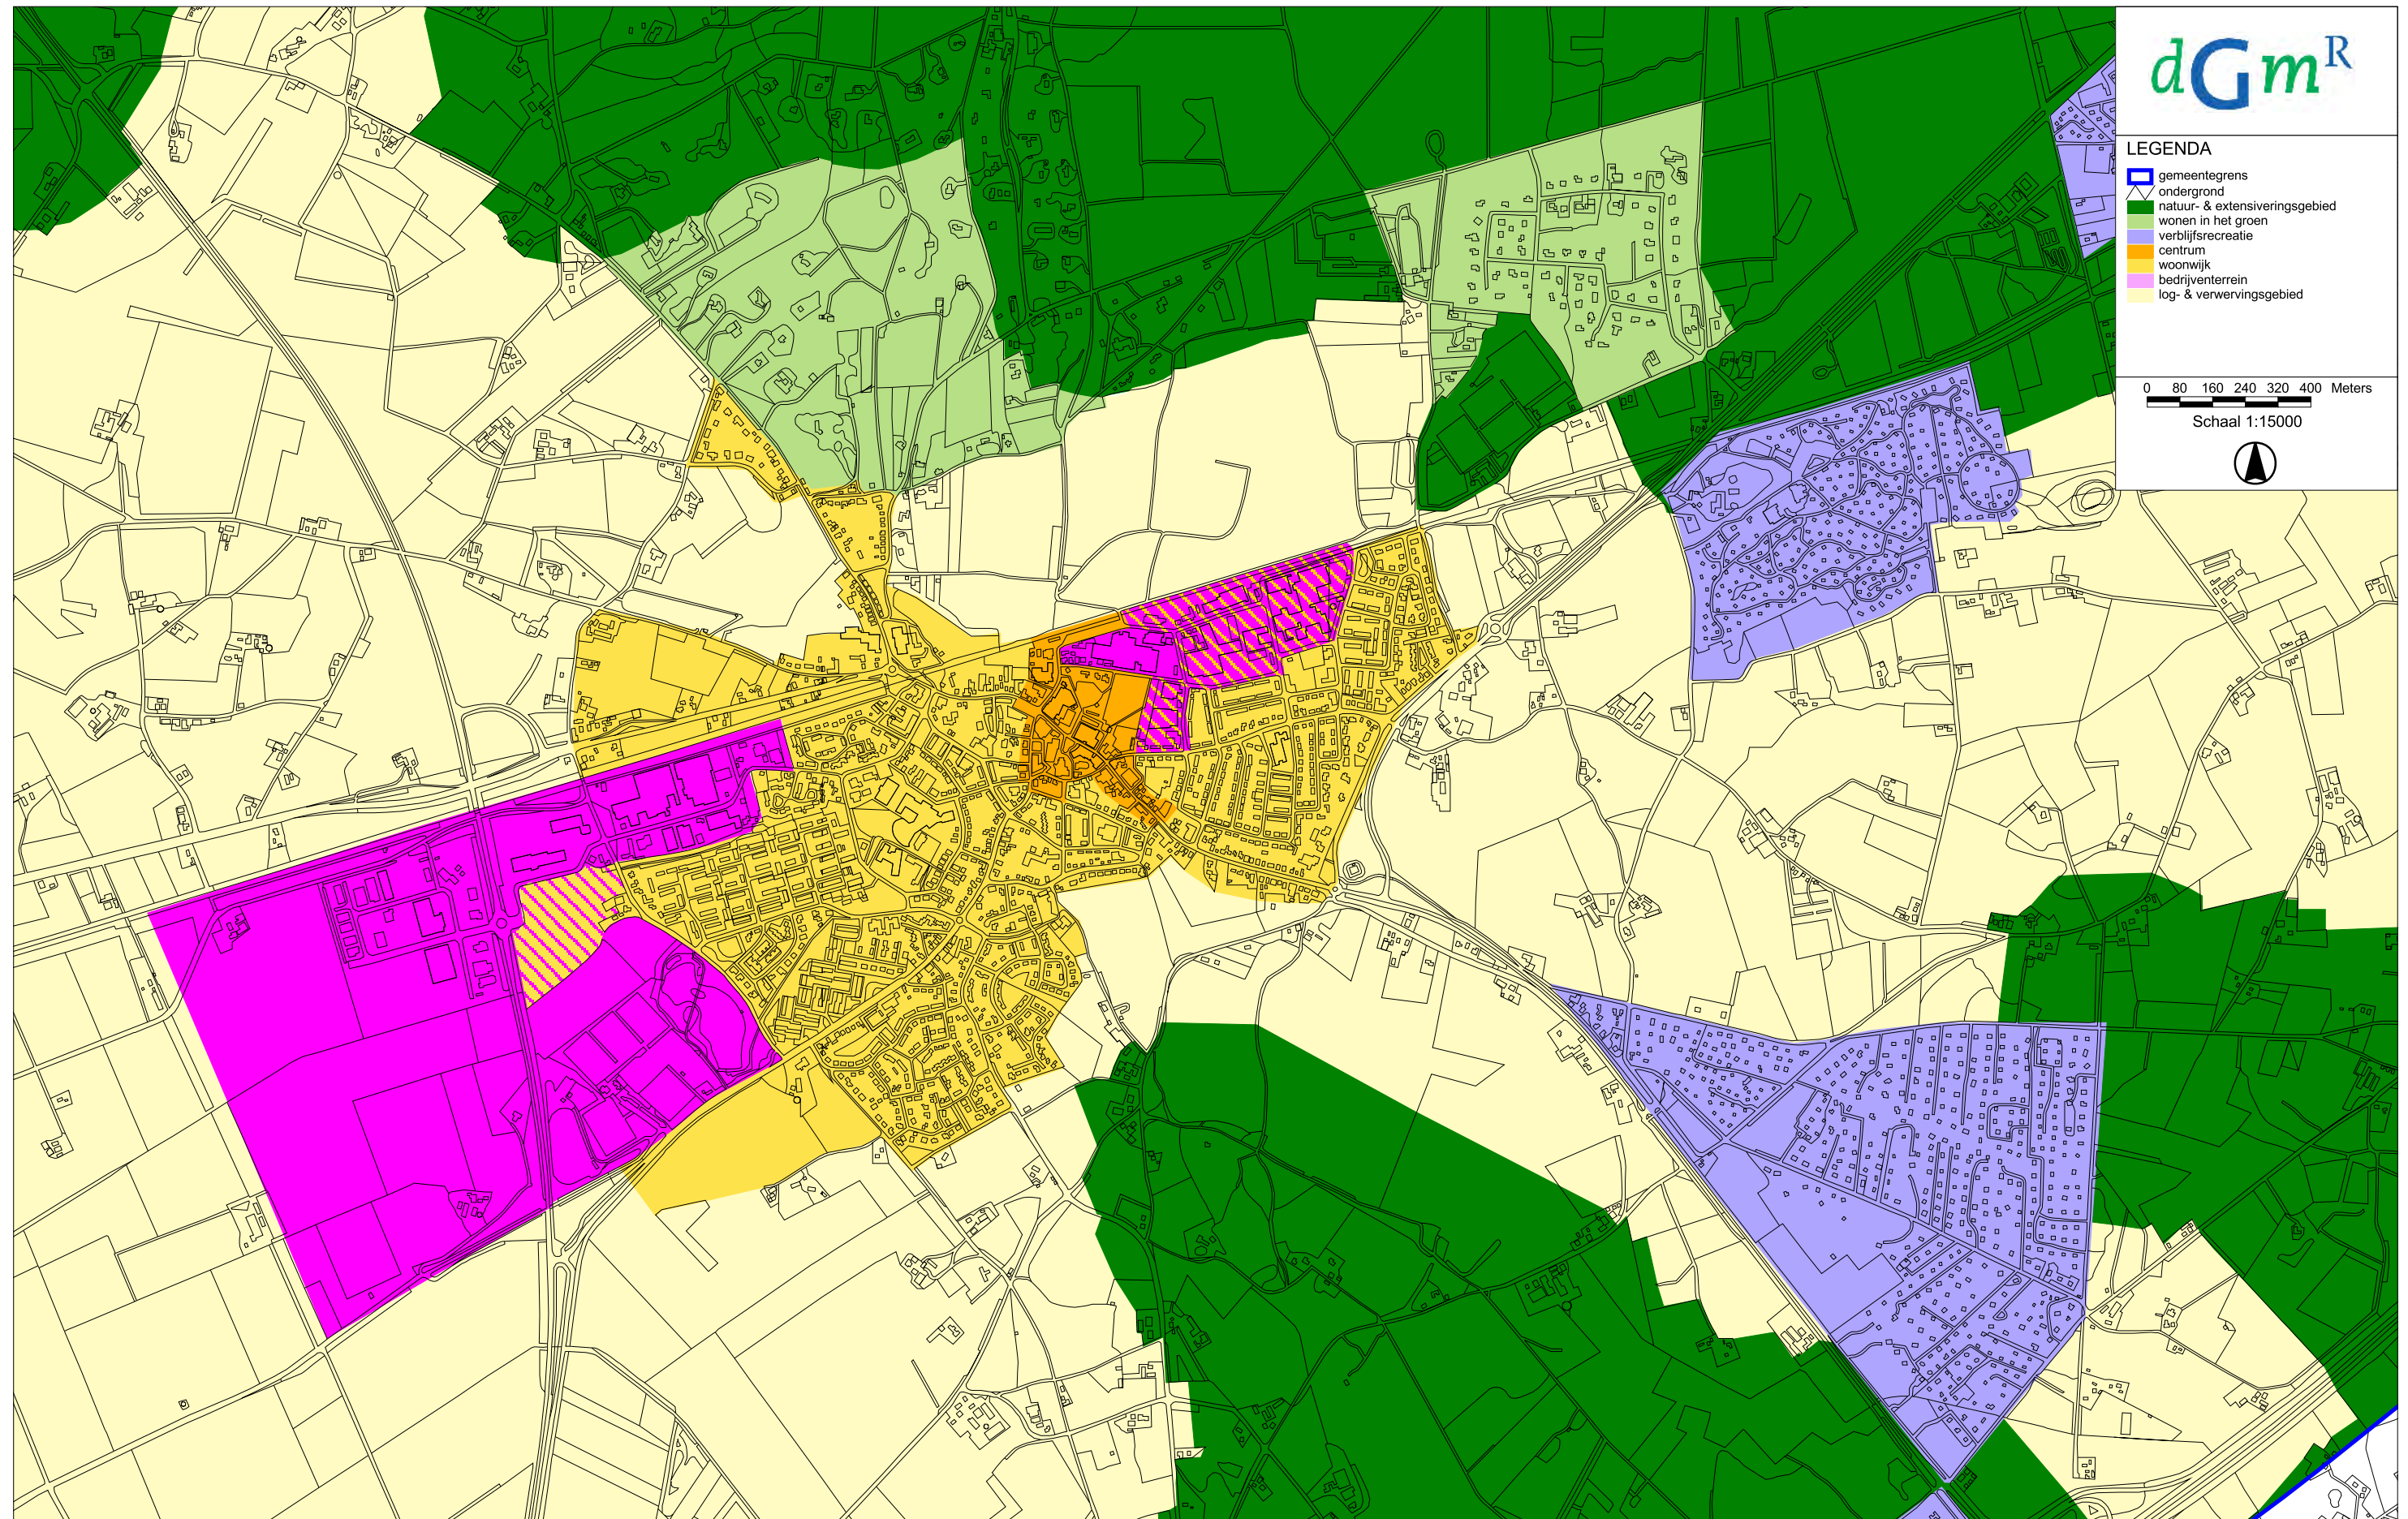 dGmR
LEGENDA
gemeentegrens
ondergrond
natuur- & extensiveringsgebied
wonen in het groen
verblijfsrecreatie
centrum
woonwijk
bedrijventerrein
log- & verwervingsgebied
0 80 160 240 320 400 Meters
Schaal 1:15000